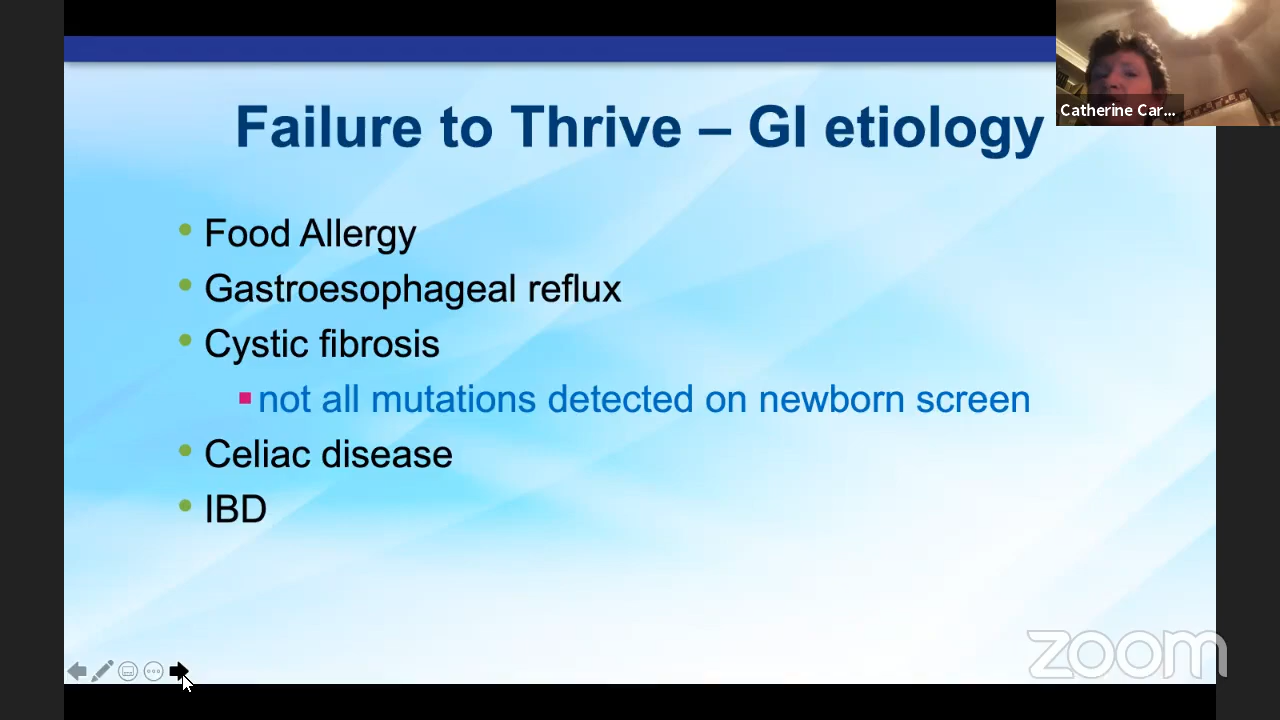 Failure to Thrive – GI etiology
Catherine Car...
• Food Allergy
• Gastroesophageal reflux
• Cystic fibrosis
▪ not all mutations detected on newborn screen
• Celiac disease
• IBD
zoom